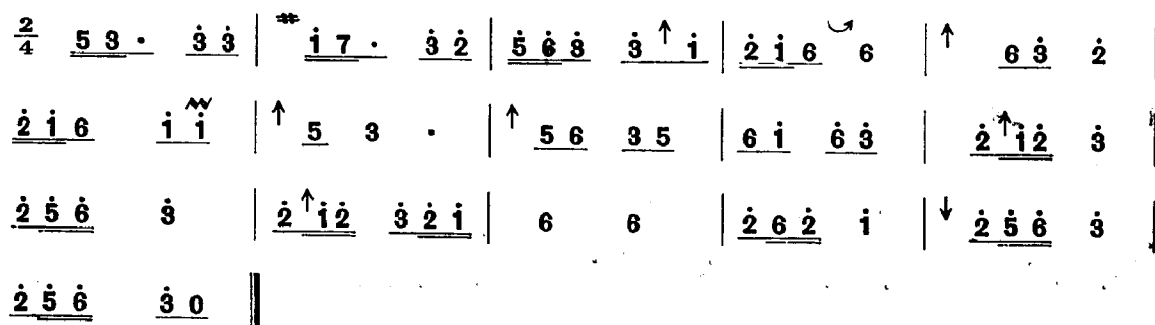 2/4 5 3 · 3̇ 3̇ | # 1̇ 7 · 3̇ 2̇ | 5̇ 6̇ 3̇ 3̇ ↑ 1̇ | 2̇ 1̇ 6 6 | ↑ 6 3̇ 2̇ |
2̇ 1̇ 6 1̇ 1̇ | ↑ 5 3 · | ↑ 5 6 3 5 | 6 1̇ 6̇ 3̇ | 2̇ ↑ 1̇ 2̇ 3̇ |
2̇ 5̇ 6̇ 3̇ | 2̇ ↑ 1̇ 2̇ 3̇ 2̇ 1̇ | 6 6 | 2̇ 6 2̇ 1̇ | ↓ 2̇ 5̇ 6̇ 3̇ |
2̇ 5̇ 6̇ 3̇ 0 ‖